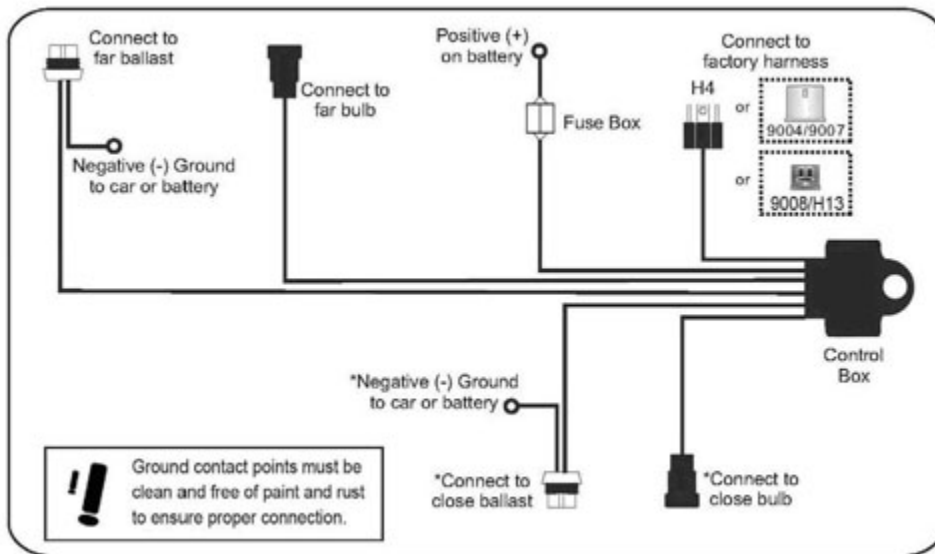 Connect to
far ballast
Negative (-) Ground
to car or battery
Connect to
far bulb
Positive (+)
on battery
Fuse Box
Connect to
factory harness
H4
or
9004/9007
or
9008/H13
Control
Box
*Negative (-) Ground
to car or battery
*Connect to
close ballast
*Connect to
close bulb
Ground contact points must be
clean and free of paint and rust
to ensure proper connection.